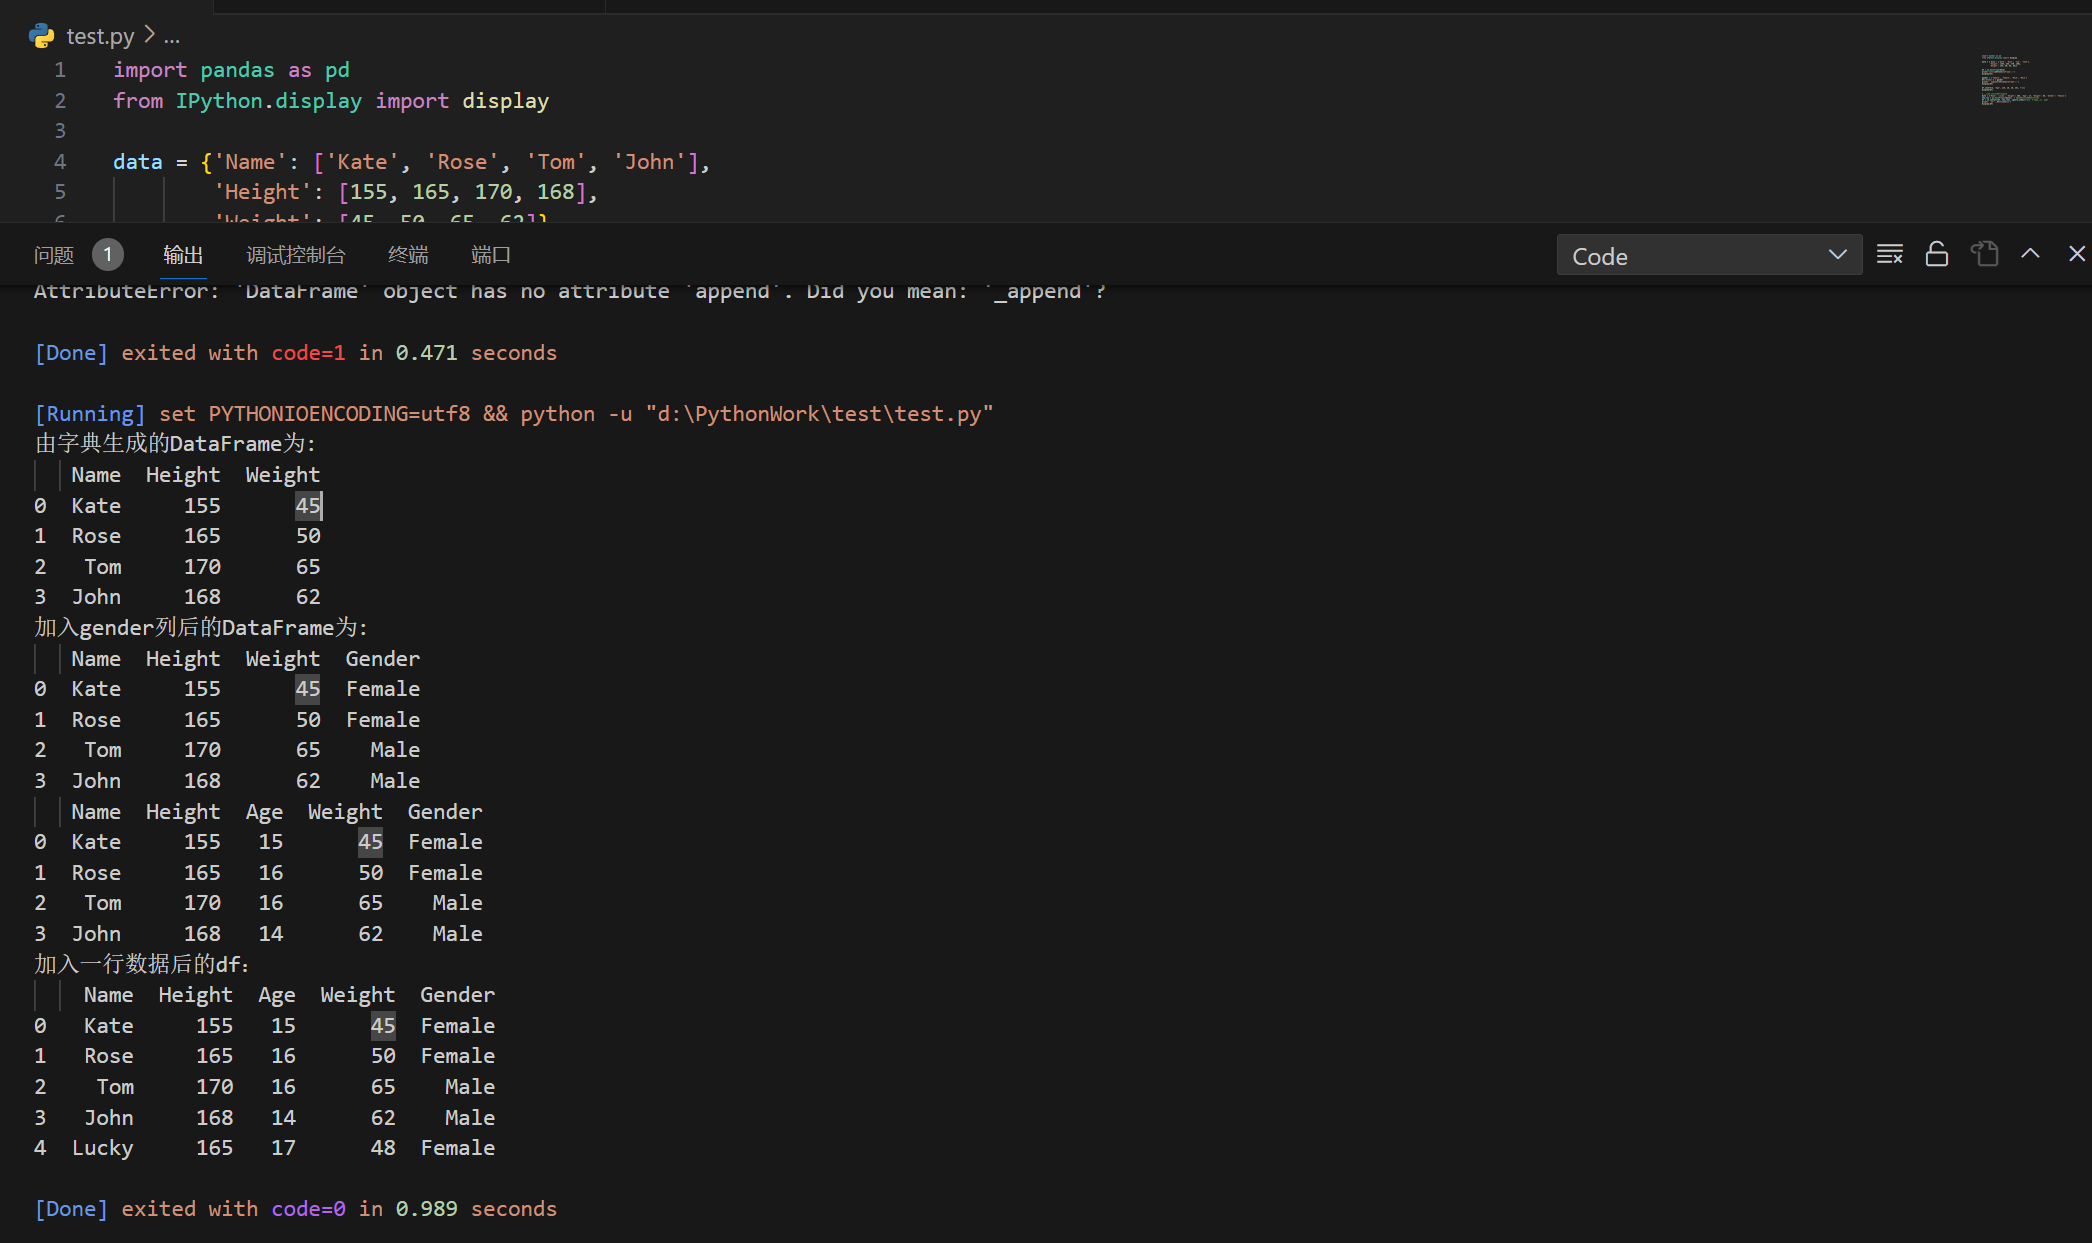 test.py > ...
1 import pandas as pd
2 from IPython.display import display
3
4 data = {'Name': ['Kate', 'Rose', 'Tom', 'John'],
5 'Height': [155, 165, 170, 168],
6 'Weight': [45, 50, 65, 62]}
问题 1 输出 调试控制台 终端 端口 Code
AttributeError: 'DataFrame' object has no attribute 'append'. Did you mean: '_append'?
[Done] exited with code=1 in 0.471 seconds
[Running] set PYTHONIOENCODING=utf8 && python -u "d:\PythonWork\test\test.py"
由字典生成的DataFrame为:
Name Height Weight
0 Kate 155 45
1 Rose 165 50
2 Tom 170 65
3 John 168 62
加入gender列后的DataFrame为:
Name Height Weight Gender
0 Kate 155 45 Female
1 Rose 165 50 Female
2 Tom 170 65 Male
3 John 168 62 Male
Name Height Age Weight Gender
0 Kate 155 15 45 Female
1 Rose 165 16 50 Female
2 Tom 170 16 65 Male
3 John 168 14 62 Male
加入一行数据后的df：
Name Height Age Weight Gender
0 Kate 155 15 45 Female
1 Rose 165 16 50 Female
2 Tom 170 16 65 Male
3 John 168 14 62 Male
4 Lucky 165 17 48 Female
[Done] exited with code=0 in 0.989 seconds